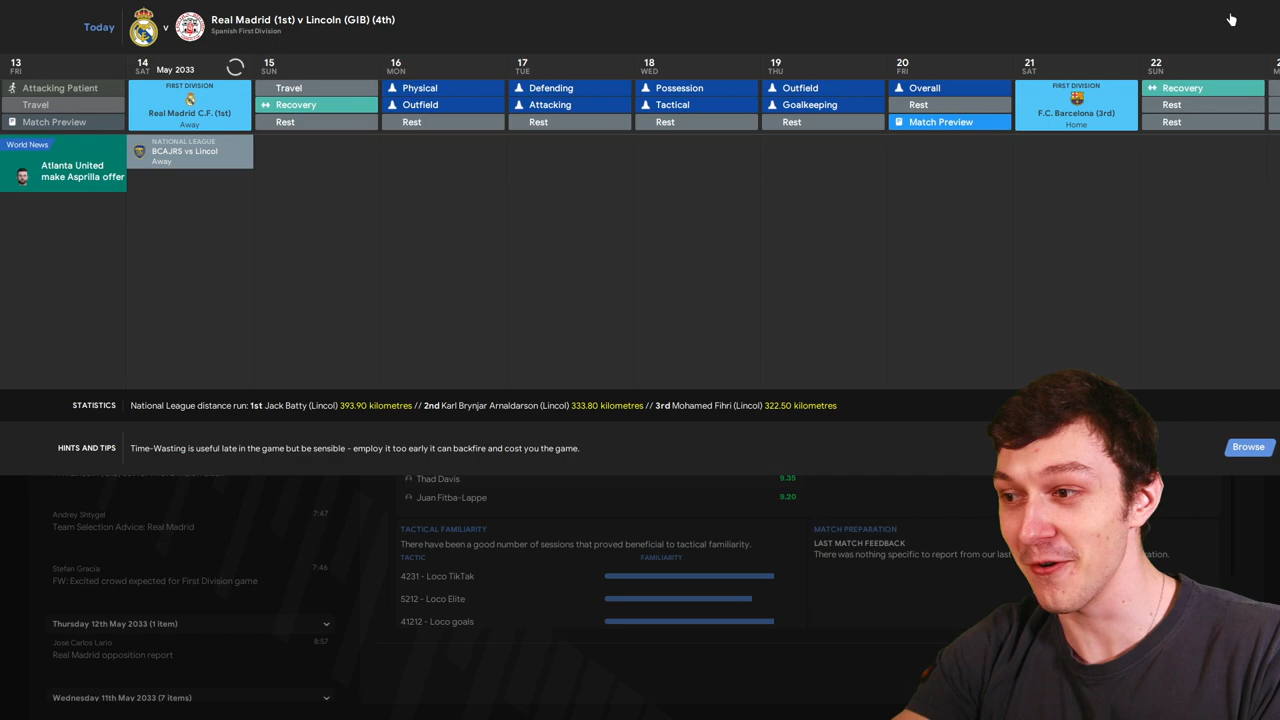 Today
v
Real Madrid (1st) v Lincoln (GIB) (4th)
Spanish First Division
13
FRI
14
SAT
May 2033
15
SUN
16
MON
17
TUE
18
WED
19
THU
20
FRI
21
SAT
22
SUN
Attacking Patient
Travel
Match Preview
FIRST DIVISION
Real Madrid C.F. (1st)
Away
Travel
Recovery
Rest
Physical
Outfield
Rest
Defending
Attacking
Rest
Possession
Tactical
Rest
Outfield
Goalkeeping
Rest
Overall
Rest
Match Preview
FIRST DIVISION
F.C. Barcelona (3rd)
Home
Recovery
Rest
Rest
World News
Atlanta United
make Asprilla offer
NATIONAL LEAGUE
BCAJRS vs Lincol
Away
STATISTICS
National League distance run: 1st Jack Batty (Lincol) 393.90 kilometres // 2nd Karl Brynjar Arnaldarson (Lincol) 333.80 kilometres // 3rd Mohamed Fihri (Lincol) 322.50 kilometres
HINTS AND TIPS
Time-Wasting is useful late in the game but be sensible - employ it too early it can backfire and cost you the game.
Browse
Andrey Shtygel
7:47
Team Selection Advice: Real Madrid
Stefan Gracia
7:46
FW: Excited crowd expected for First Division game
Thursday 12th May 2033 (1 item)
José Carlos Lario
8:57
Real Madrid opposition report
Wednesday 11th May 2033 (7 items)
Thad Davis
9.35
Juan Fitba-Lappe
9.20
TACTICAL FAMILIARITY
There have been a good number of sessions that proved beneficial to tactical familiarity.
TACTIC
FAMILIARITY
4231 - Loco TikTak
5212 - Loco Elite
41212 - Loco goals
MATCH PREPARATION
LAST MATCH FEEDBACK
There was nothing specific to report from our last